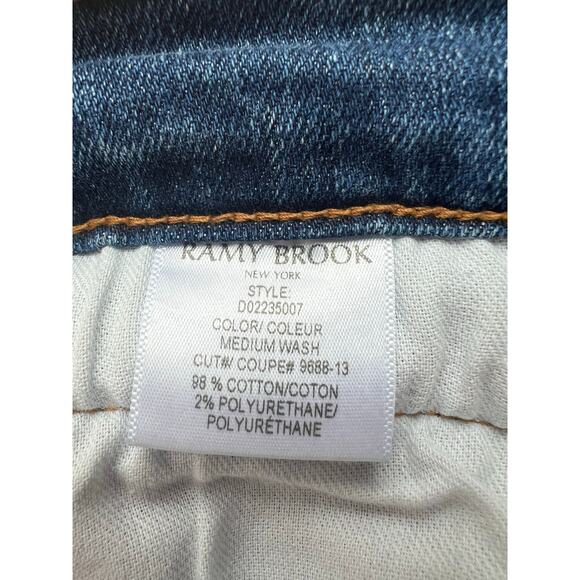 RAMY BROOK
NEW YORK
STYLE:
D02235007
COLOR/ COULEUR
MEDIUM WASH
CUT#/ COUPE# 9688-13
98 % COTTON/COTON
2% POLYURETHANE/
POLYURÉTHANE